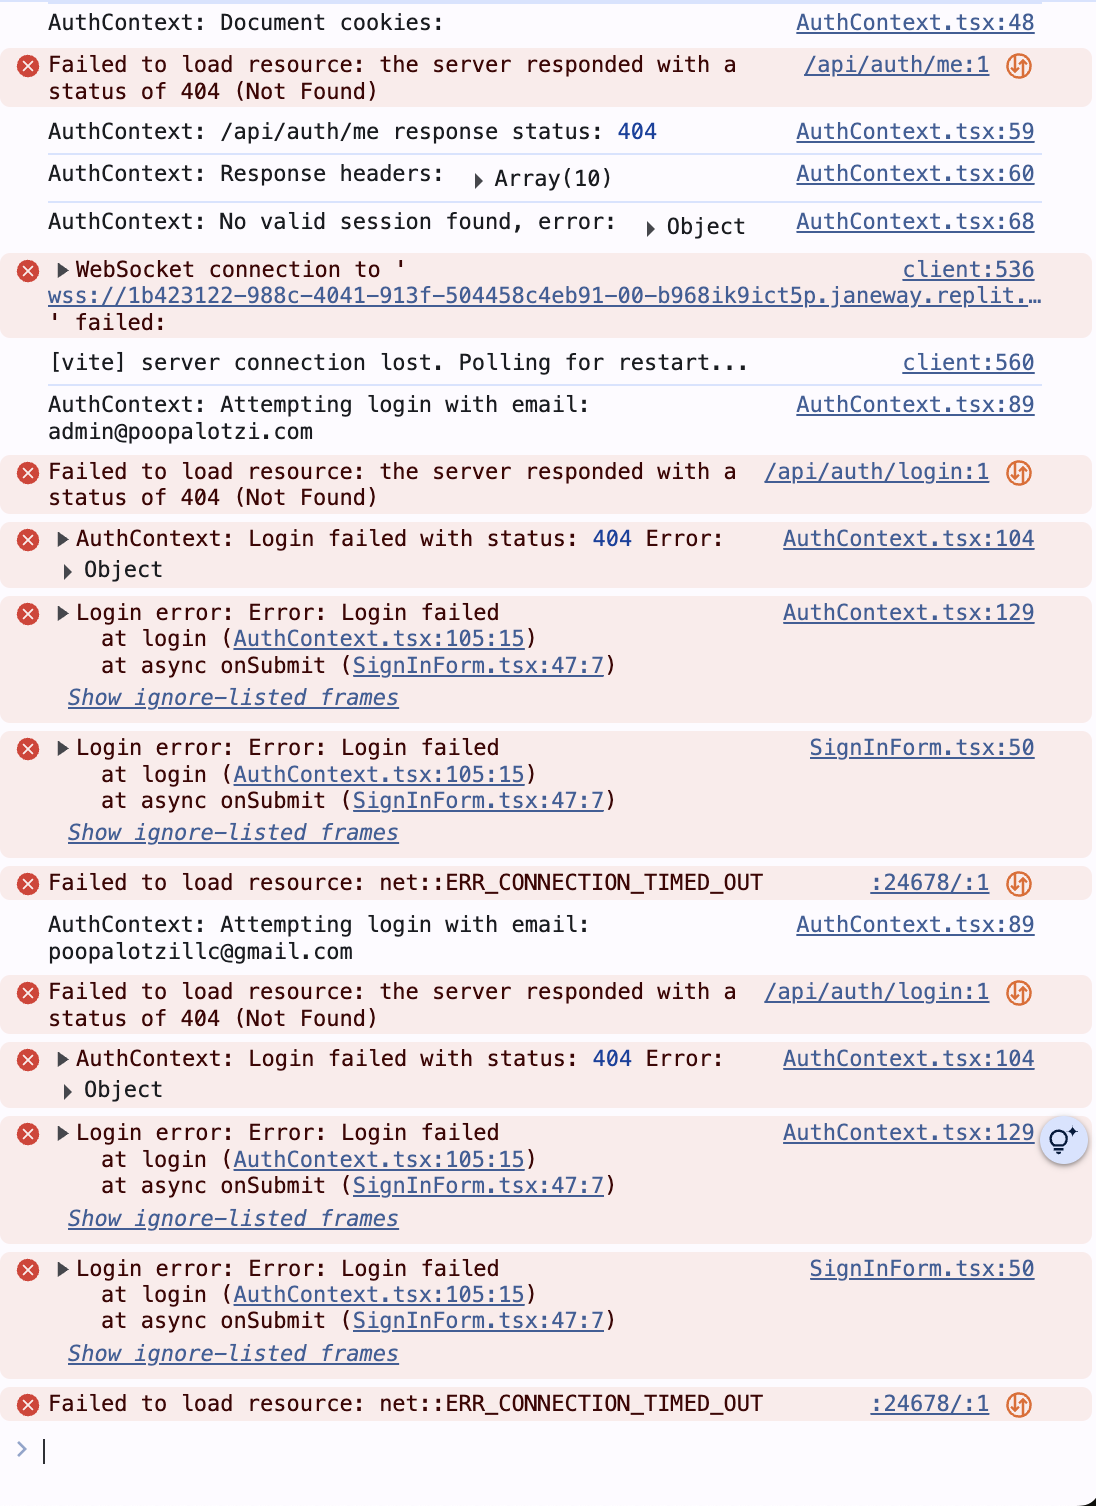 AuthContext: Document cookies: AuthContext.tsx:48
Failed to load resource: the server responded with a /api/auth/me:1
status of 404 (Not Found)
AuthContext: /api/auth/me response status: 404 AuthContext.tsx:59
AuthContext: Response headers: Array(10) AuthContext.tsx:60
AuthContext: No valid session found, error: Object AuthContext.tsx:68
WebSocket connection to ' client:536
wss://1b423122-988c-4041-913f-504458c4eb91-00-b968ik9ict5p.janeway.replit.…
' failed:
[vite] server connection lost. Polling for restart... client:560
AuthContext: Attempting login with email: AuthContext.tsx:89
admin@poopalotzi.com
Failed to load resource: the server responded with a /api/auth/login:1
status of 404 (Not Found)
AuthContext: Login failed with status: 404 Error: AuthContext.tsx:104
Object
Login error: Error: Login failed AuthContext.tsx:129
at login (AuthContext.tsx:105:15)
at async onSubmit (SignInForm.tsx:47:7)
Show ignore-listed frames
Login error: Error: Login failed SignInForm.tsx:50
at login (AuthContext.tsx:105:15)
at async onSubmit (SignInForm.tsx:47:7)
Show ignore-listed frames
Failed to load resource: net::ERR_CONNECTION_TIMED_OUT :24678/:1
AuthContext: Attempting login with email: AuthContext.tsx:89
poopalotzillc@gmail.com
Failed to load resource: the server responded with a /api/auth/login:1
status of 404 (Not Found)
AuthContext: Login failed with status: 404 Error: AuthContext.tsx:104
Object
Login error: Error: Login failed AuthContext.tsx:129
at login (AuthContext.tsx:105:15)
at async onSubmit (SignInForm.tsx:47:7)
Show ignore-listed frames
Login error: Error: Login failed SignInForm.tsx:50
at login (AuthContext.tsx:105:15)
at async onSubmit (SignInForm.tsx:47:7)
Show ignore-listed frames
Failed to load resource: net::ERR_CONNECTION_TIMED_OUT :24678/:1